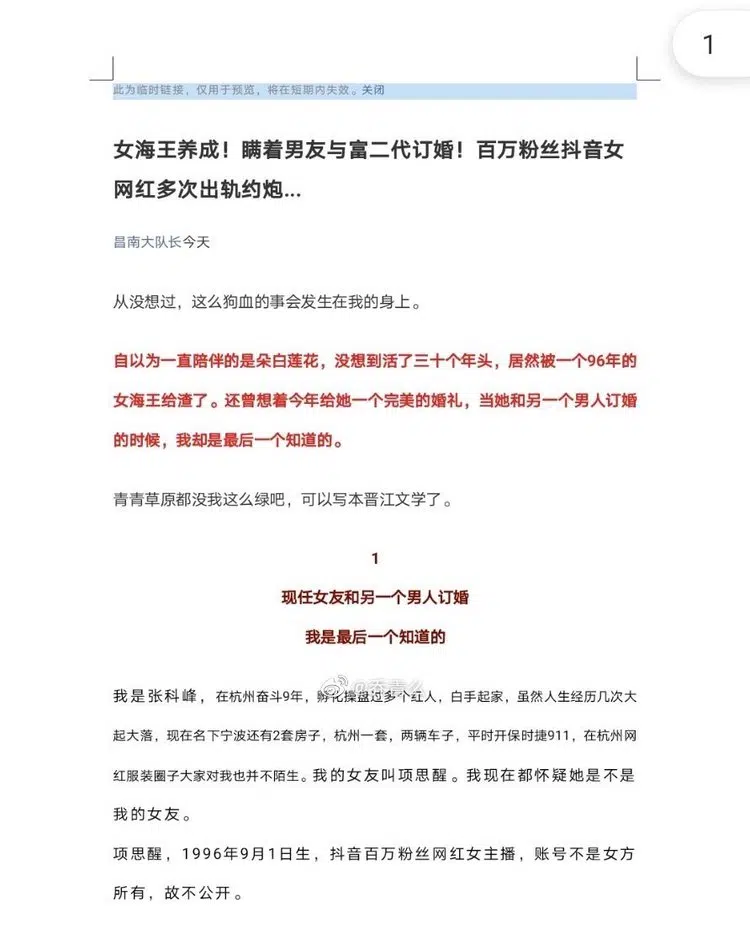 1
此为临时链接，仅用于预览，将在短期内失效。关闭
女海王养成！瞒着男友与富二代订婚！百万粉丝抖音女
网红多次出轨约炮...
昌南大队长今天
从没想过，这么狗血的事会发生在我的身上。
自以为一直陪伴的是朵白莲花，没想到活了三十个年头，居然被一个96年的
女海王给渣了。还曾想着今年给她一个完美的婚礼，当她和另一个男人订婚
的时候，我却是最后一个知道的。
青青草原都没我这么绿吧，可以写本晋江文学了。
1
现任女友和另一个男人订婚
我是最后一个知道的
我是张科峰，在杭州奋斗9年，孵化操盘过多个红人，白手起家，虽然人生经历几次大
起大落，现在名下宁波还有2套房子，杭州一套，两辆车子，平时开保时捷911，在杭州网
红服装圈子大家对我也并不陌生。我的女友叫项思醒。我现在都怀疑她是不是
我的女友。
项思醒，1996年9月1日生，抖音百万粉丝网红女主播，账号不是女方
所有，故不公开。